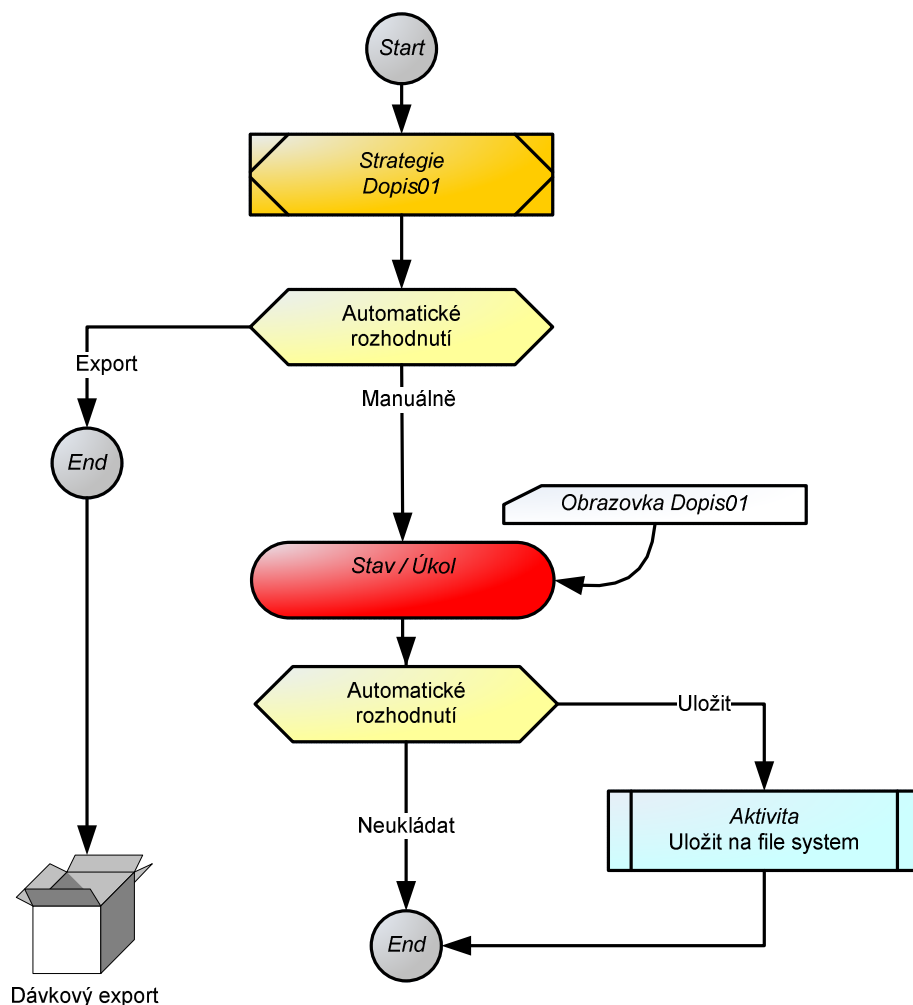 Start
Strategie
Dopis01
Automatické
rozhodnutí
Export
Manuálně
End
Obrazovka Dopis01
Stav / Úkol
Automatické
rozhodnutí
Uložit
Neukládat
Aktivita
Uložit na file system
End
Dávkový export